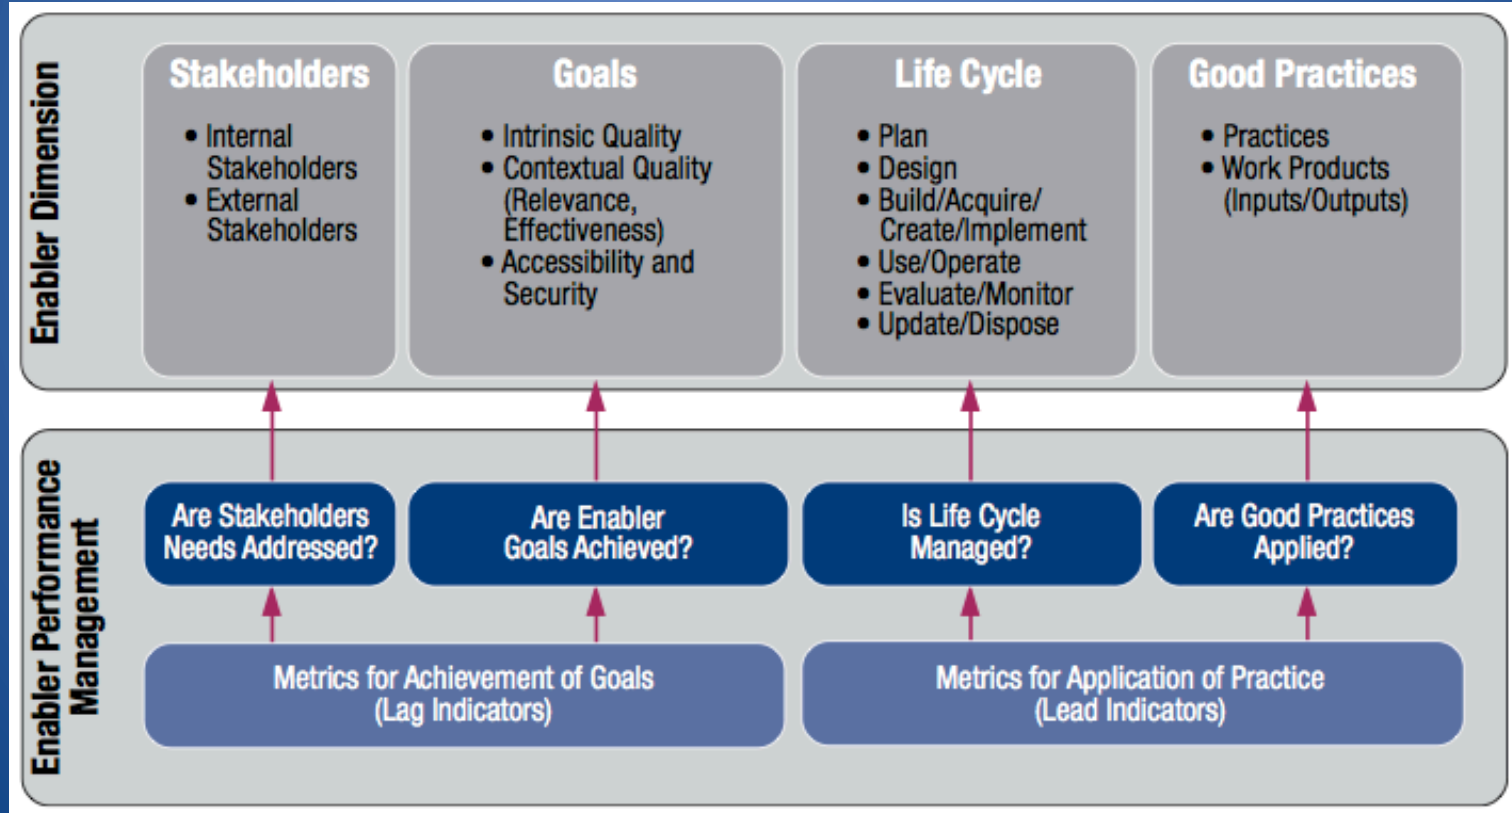 Enabler Dimension
Stakeholders
• Internal
Stakeholders
• External
Stakeholders
Goals
• Intrinsic Quality
• Contextual Quality
(Relevance,
Effectiveness)
• Accessibility and
Security
Life Cycle
• Plan
• Design
• Build/Acquire/
Create/Implement
• Use/Operate
• Evaluate/Monitor
• Update/Dispose
Good Practices
• Practices
• Work Products
(Inputs/Outputs)
Enabler Performance
Management
Are Stakeholders
Needs Addressed?
Are Enabler
Goals Achieved?
Is Life Cycle
Managed?
Are Good Practices
Applied?
Metrics for Achievement of Goals
(Lag Indicators)
Metrics for Application of Practice
(Lead Indicators)